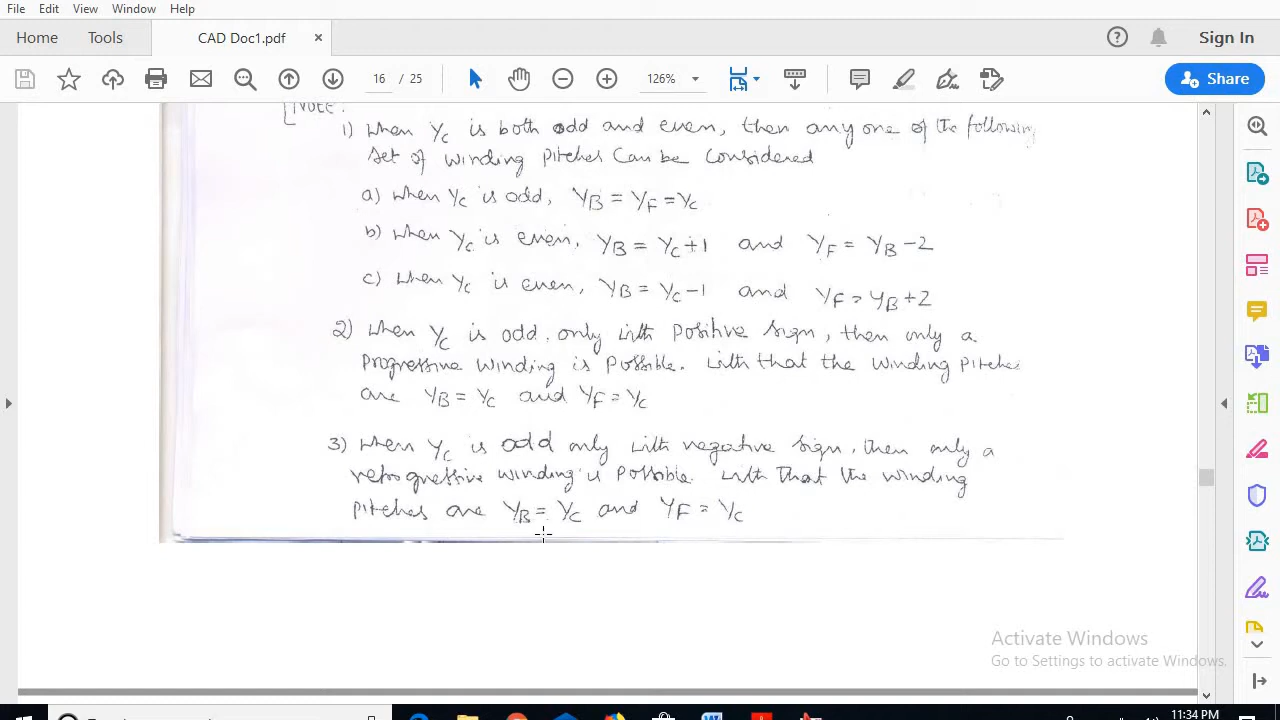 File Edit View Window Help
Home Tools CAD Doc1.pdf × Sign In
16 / 25 126% Share
Note:
1) When Yc is both odd and even, then any one of the following
set of winding pitches can be considered
a) When Yc is odd, YB = YF = Yc
b) When Yc is even, YB = Yc+1 and YF = YB-2
c) When Yc is even, YB = Yc-1 and YF = YB+2
2) When Yc is odd only with positive sign, then only a
progressive winding is possible. With that the winding pitches
are YB = Yc and YF = Yc
3) When Yc is odd only with negative sign, then only a
retrogressive winding is possible. With that the winding
pitches are YB = Yc and YF = Yc
Activate Windows
Go to Settings to activate Windows.
11:34 PM